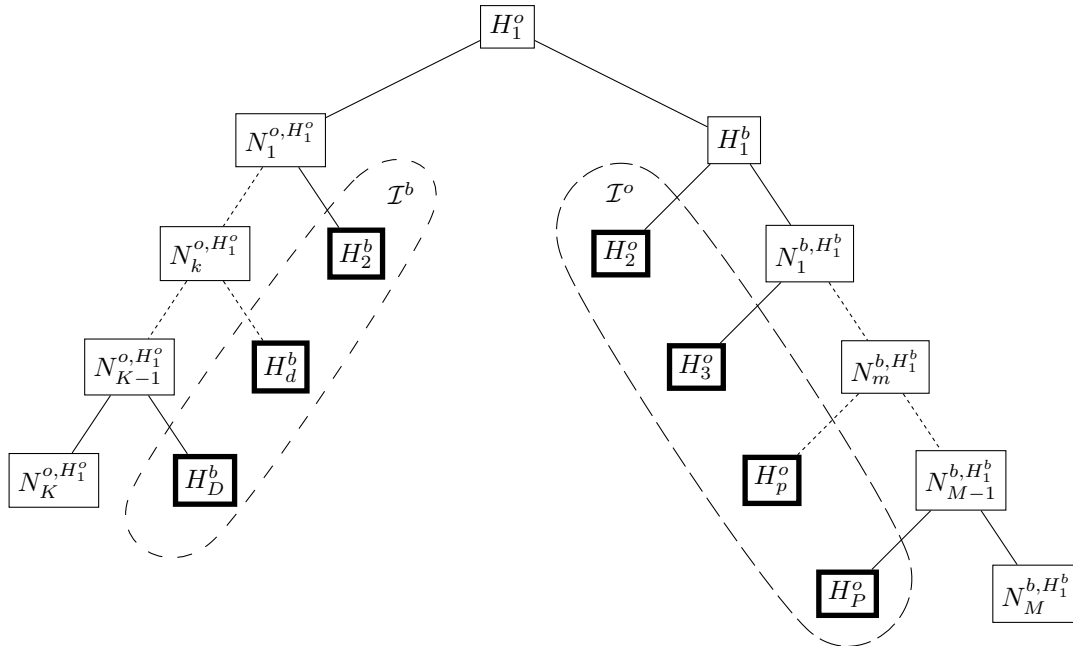 $H_1^o$
$N_1^{o,H_1^o}$ $H_1^b$
$\mathcal{I}^b$ $\mathcal{I}^o$
$N_k^{o,H_1^o}$ $H_2^b$ $H_2^o$ $N_1^{b,H_1^b}$
$N_{K-1}^{o,H_1^o}$ $H_d^b$ $H_3^o$ $N_m^{b,H_1^b}$
$N_K^{o,H_1^o}$ $H_D^b$ $H_p^o$ $N_{M-1}^{b,H_1^b}$
$H_P^o$ $N_M^{b,H_1^b}$